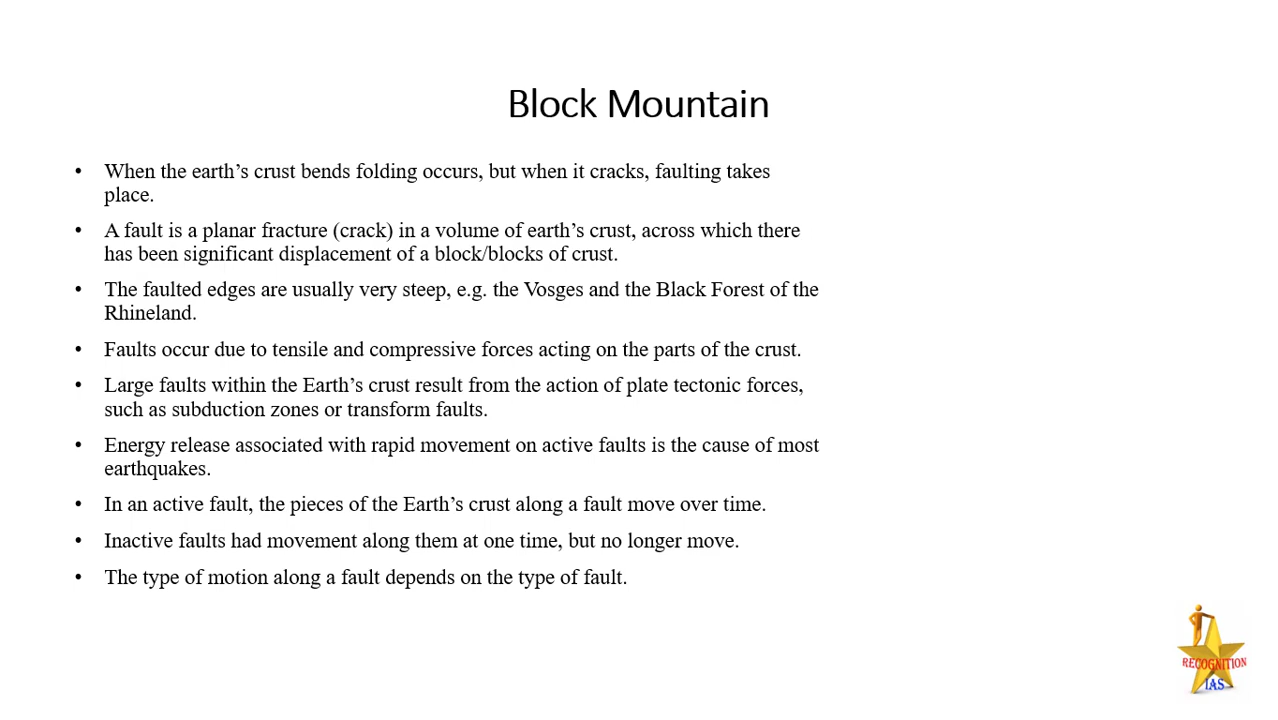 Block Mountain
• When the earth’s crust bends folding occurs, but when it cracks, faulting takes
place.
• A fault is a planar fracture (crack) in a volume of earth’s crust, across which there
has been significant displacement of a block/blocks of crust.
• The faulted edges are usually very steep, e.g. the Vosges and the Black Forest of the
Rhineland.
• Faults occur due to tensile and compressive forces acting on the parts of the crust.
• Large faults within the Earth’s crust result from the action of plate tectonic forces,
such as subduction zones or transform faults.
• Energy release associated with rapid movement on active faults is the cause of most
earthquakes.
• In an active fault, the pieces of the Earth’s crust along a fault move over time.
• Inactive faults had movement along them at one time, but no longer move.
• The type of motion along a fault depends on the type of fault.
RECOGNITION
IAS